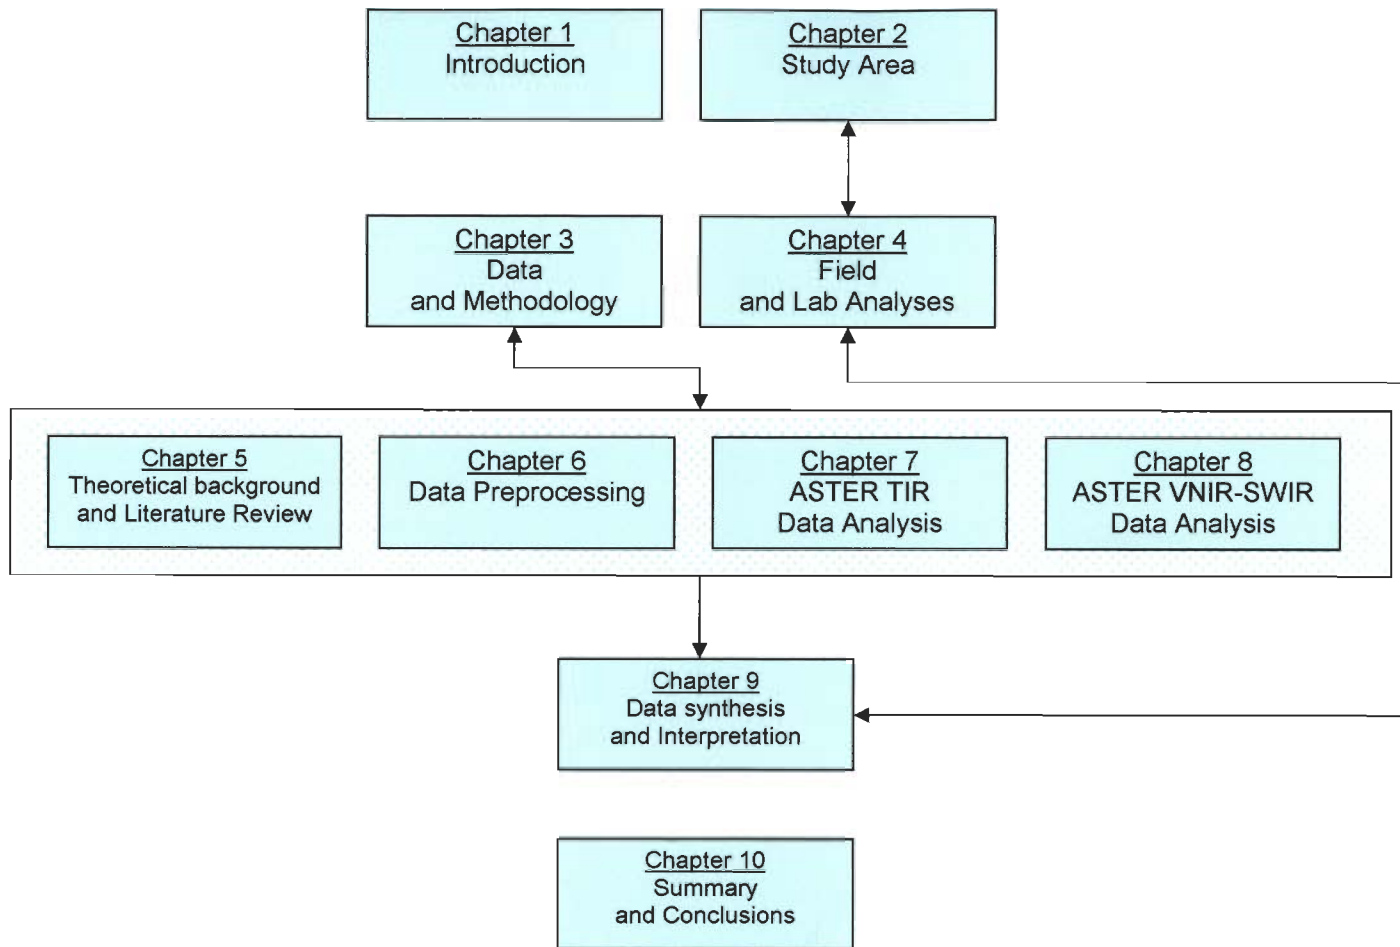 Chapter 1
Introduction
Chapter 2
Study Area
Chapter 3
Data
and Methodology
Chapter 4
Field
and Lab Analyses
Chapter 5
Theoretical background
and Literature Review
Chapter 6
Data Preprocessing
Chapter 7
ASTER TIR
Data Analysis
Chapter 8
ASTER VNIR-SWIR
Data Analysis
Chapter 9
Data synthesis
and Interpretation
Chapter 10
Summary
and Conclusions